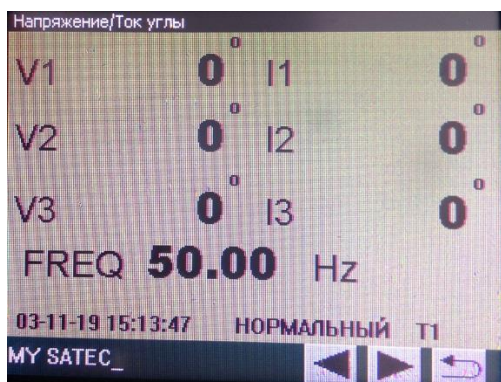 Напряжение/Ток углы
V1 0° I1 0°
V2 0° I2 0°
V3 0° I3 0°
FREQ 50.00 Hz
03-11-19 15:13:47 НОРМАЛЬНЫЙ T1
MY SATEC_